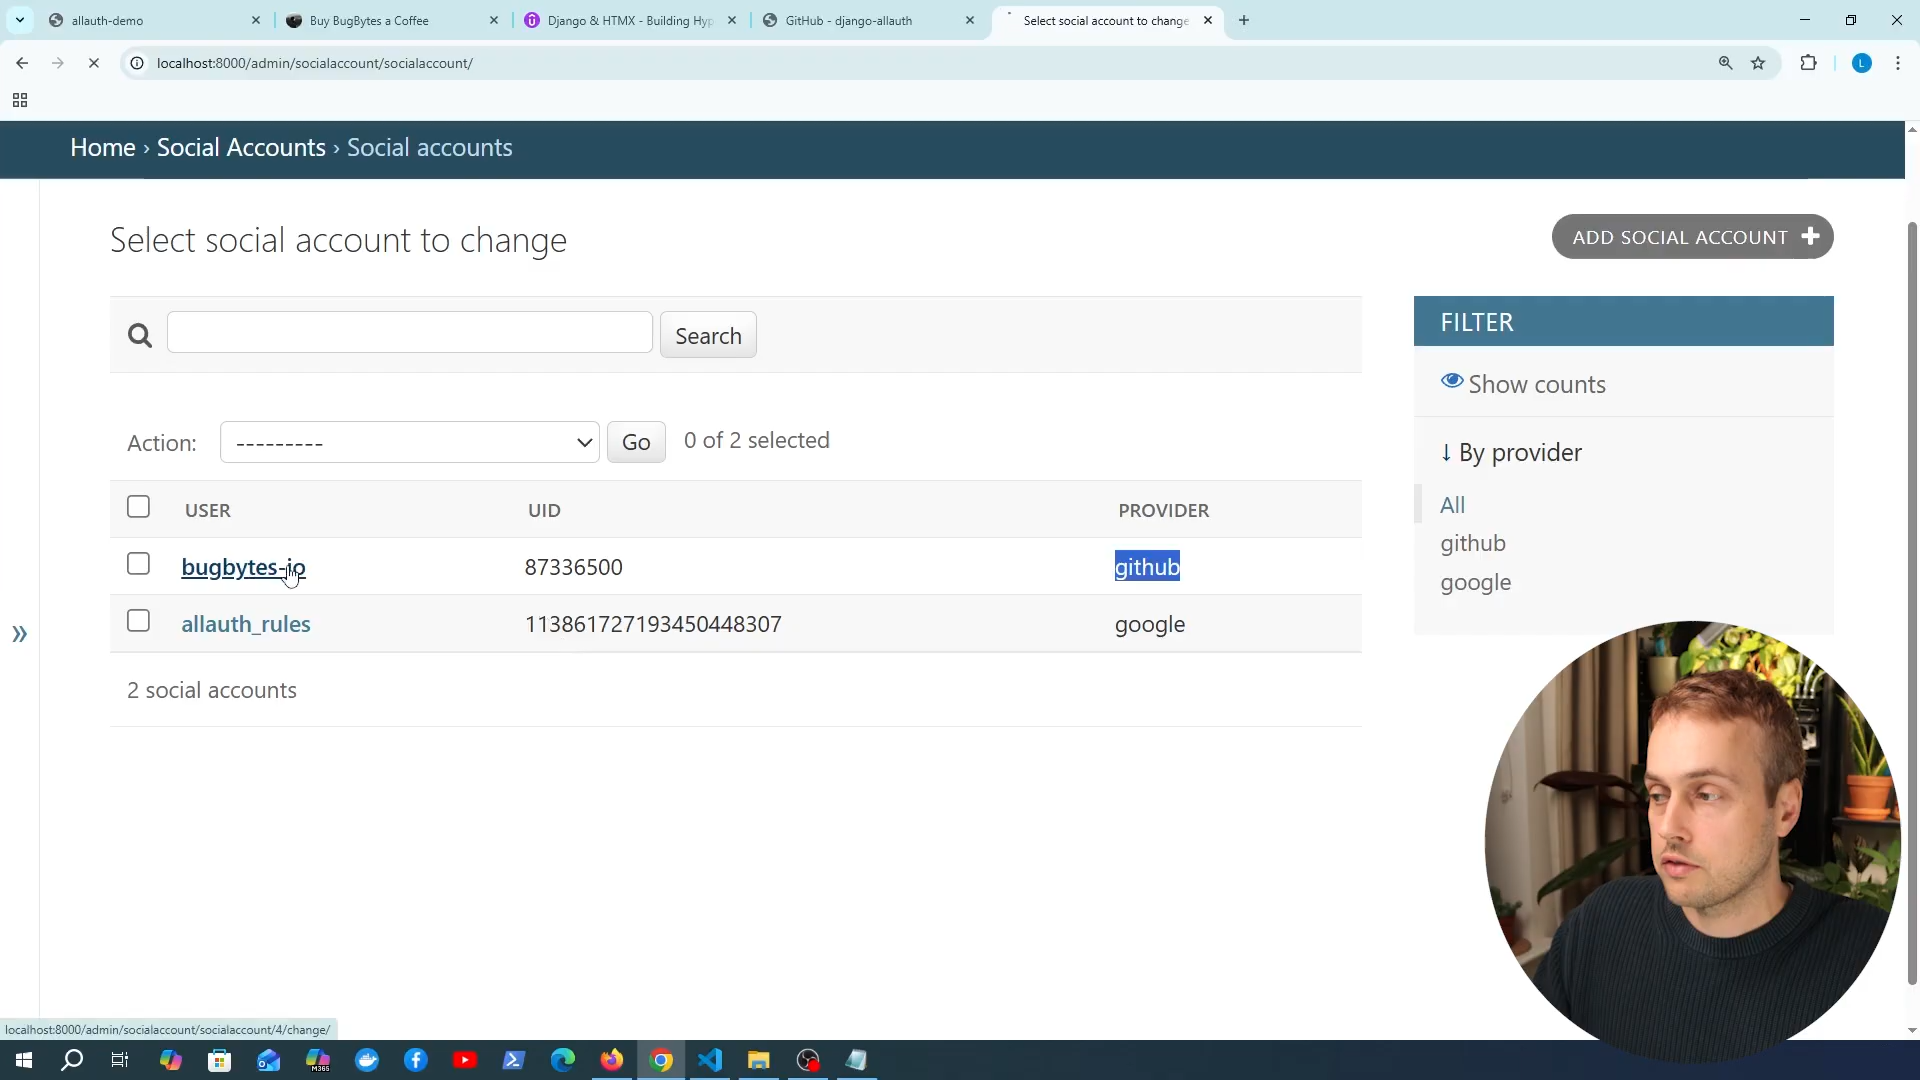 allauth-demo
Buy BugBytes a Coffee
Django & HTMX - Building Hyp
GitHub - django-allauth
Select social account to change
localhost:8000/admin/socialaccount/socialaccount/
L
Home › Social Accounts › Social accounts
Select social account to change
ADD SOCIAL ACCOUNT +
Search
Action: --------- Go 0 of 2 selected
USER UID PROVIDER
bugbytes-io 87336500 github
allauth_rules 113861727193450448307 google
2 social accounts
FILTER
Show counts
↓ By provider
All
github
google
»
localhost:8000/admin/socialaccount/socialaccount/4/change/
M365